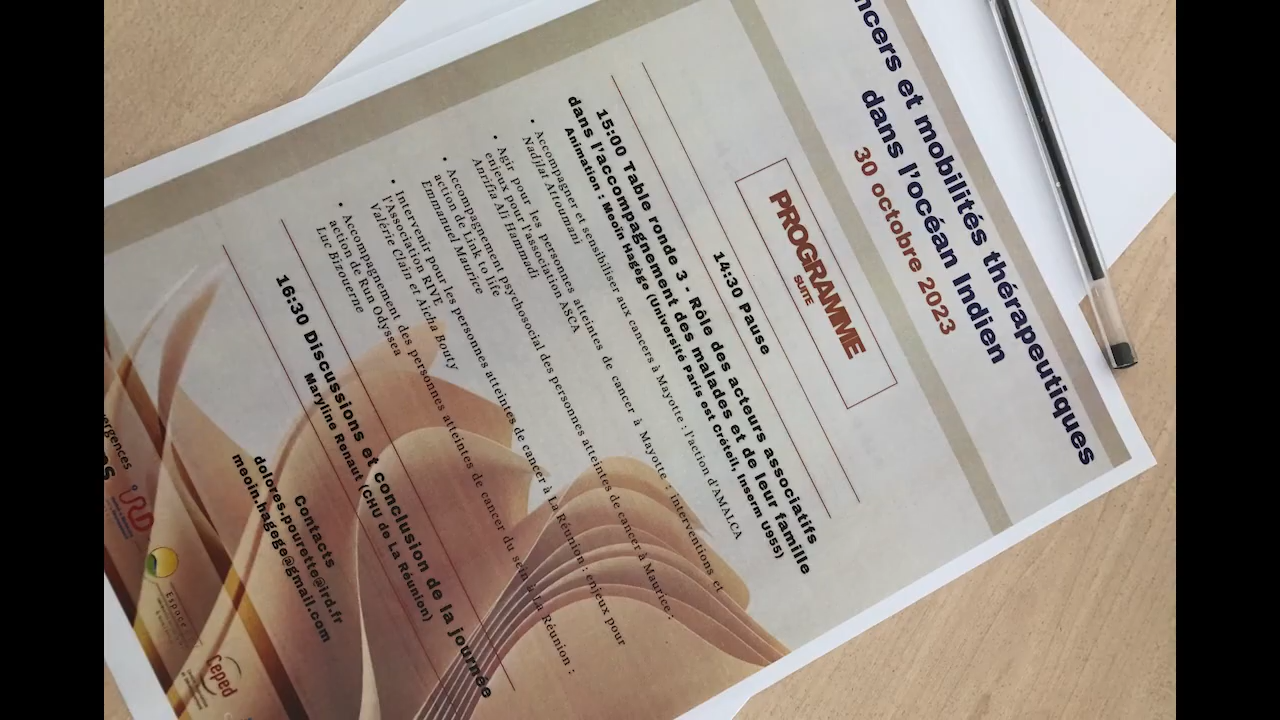 ncers et mobilités thérapeutiques
dans l'océan Indien
30 octobre 2023
PROGRAMME
SUITE
14:30 Pause
15:00 Table ronde 3 - Rôle des acteurs associatifs
dans l'accompagnement des malades et de leur famille
Animation : Meoïn Hagège (Université Paris est Créteil, Inserm U955)
• Accompagner et sensibiliser aux cancers à Mayotte : l'action d'AMALCA
Nadjlat Attoumani
• Agir pour les personnes atteintes de cancer à Mayotte : interventions et
enjeux pour l'association ASCA
Anrifia Ali Hammadi
• Accompagnement psychosocial des personnes atteintes de cancer à Maurice :
action de Link to life
Emmanuel Maurice
• Intervenir pour les personnes atteintes de cancer à La Réunion : enjeux pour
l'Association RIVE
Valérie Clain et Aïcha Bouty
• Accompagnement des personnes atteintes de cancer du sein à La Réunion :
action de Run Odyssea
Luc Bizouerne
16:30 Discussions et conclusion de la journée
Maryline Renaut (CHU de La Réunion)
Contacts
dolores.pourette@ird.fr
meoin.hagege@gmail.com
ergences
IRD
Espace
Ceped